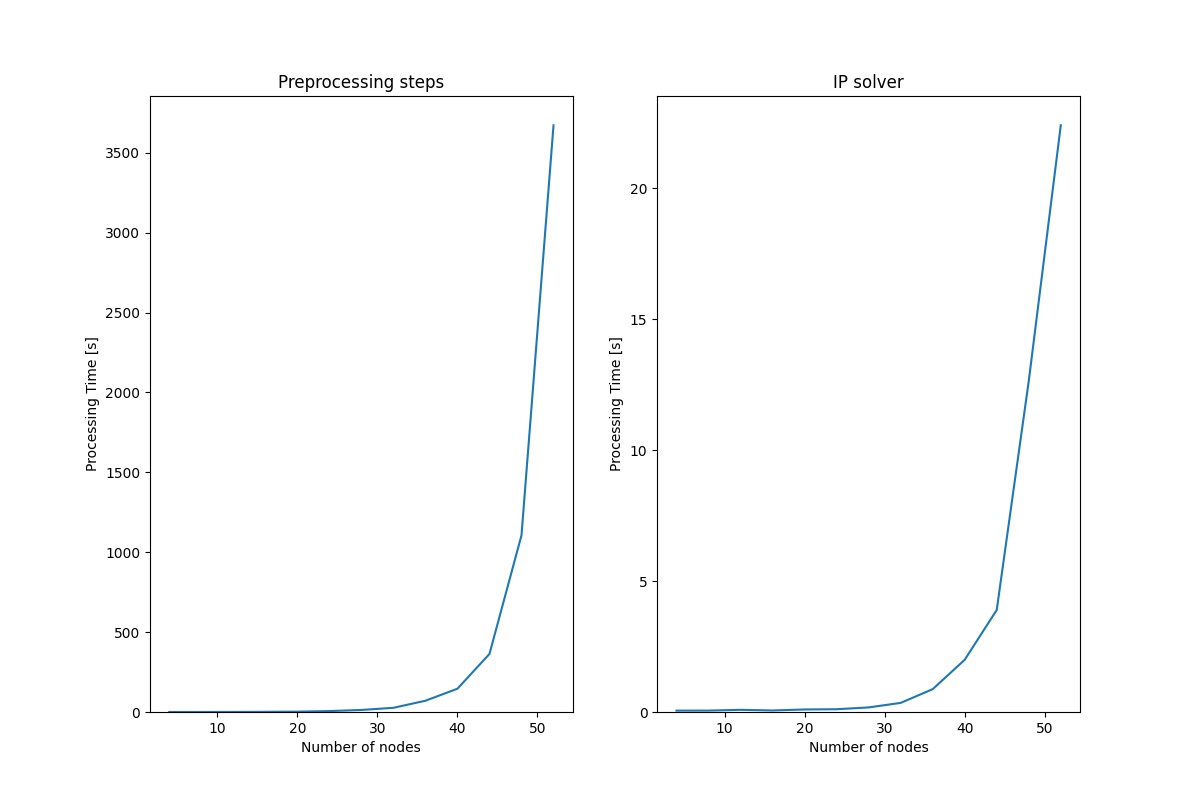 Preprocessing steps
3500
3000
2500
2000
1500
1000
500
0
Processing Time [s]
10 20 30 40 50
Number of nodes
IP solver
20
15
10
5
0
Processing Time [s]
10 20 30 40 50
Number of nodes